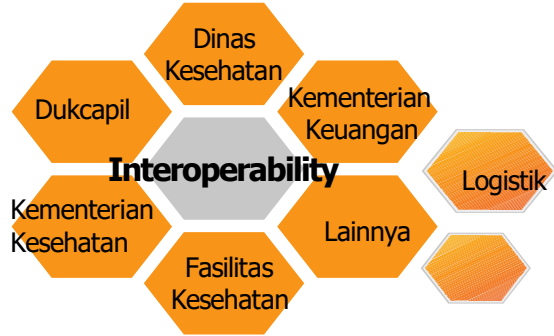 Dinas
Kesehatan
Dukcapil
Kementerian
Keuangan
Interoperability
Logistik
Kementerian
Kesehatan
Lainnya
Fasilitas
Kesehatan